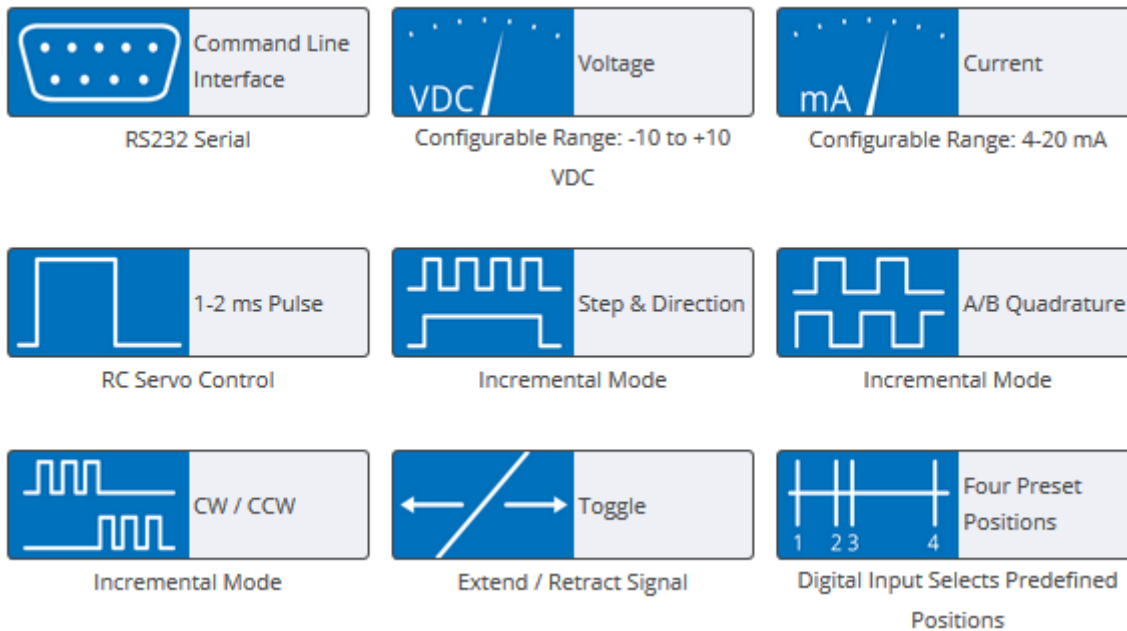 Command Line
Interface
RS232 Serial
VDC
Voltage
Configurable Range: -10 to +10
VDC
mA
Current
Configurable Range: 4-20 mA
1-2 ms Pulse
RC Servo Control
Step & Direction
Incremental Mode
A/B Quadrature
Incremental Mode
CW / CCW
Incremental Mode
Toggle
Extend / Retract Signal
1 2 3 4
Four Preset
Positions
Digital Input Selects Predefined
Positions